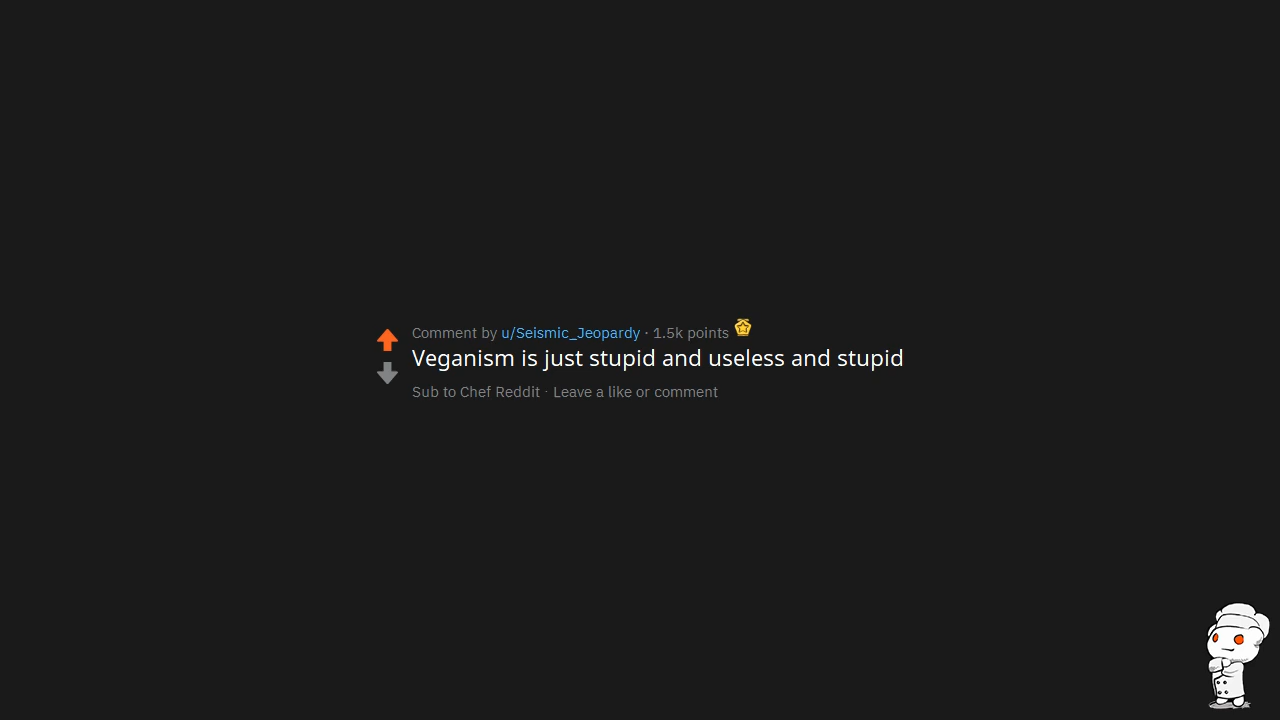 Comment by u/Seismic_Jeopardy · 1.5k points
Veganism is just stupid and useless and stupid
Sub to Chef Reddit · Leave a like or comment